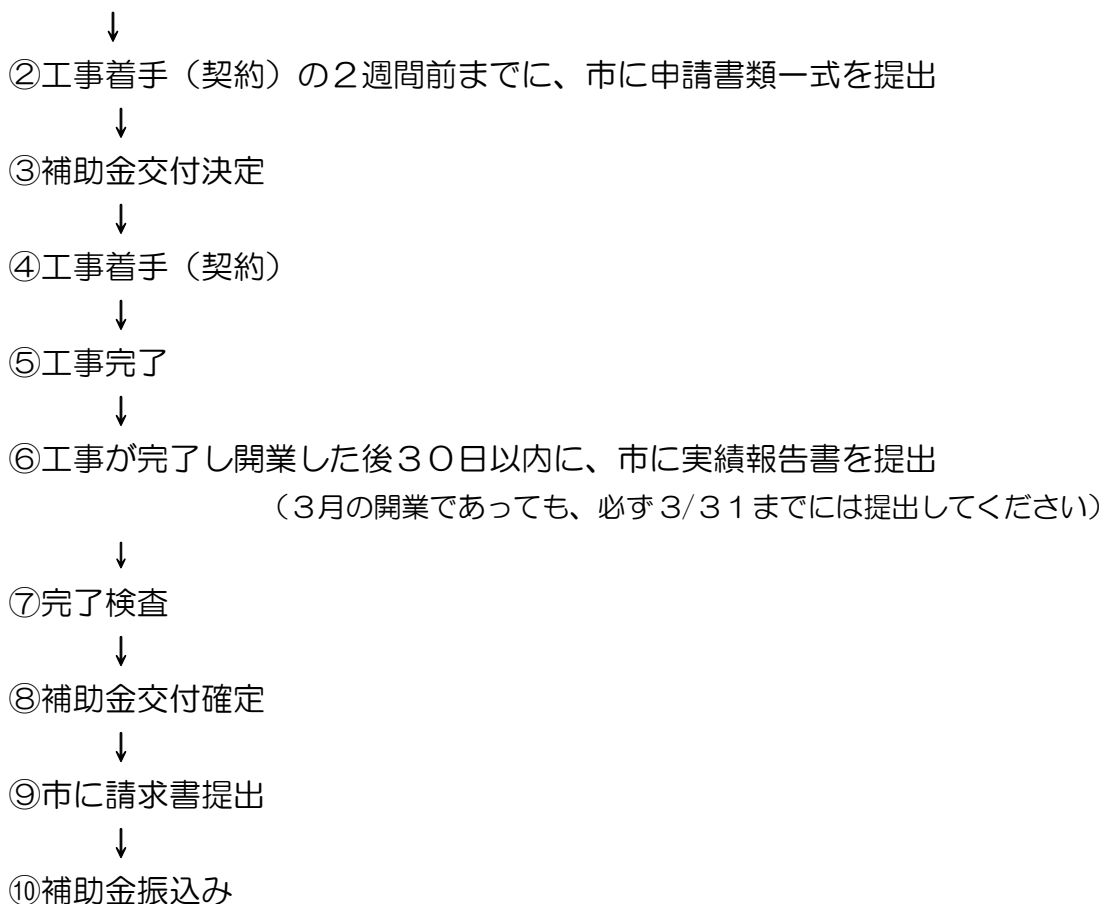 ↓
②工事着手（契約）の２週間前までに、市に申請書類一式を提出
↓
③補助金交付決定
↓
④工事着手（契約）
↓
⑤工事完了
↓
⑥工事が完了し開業した後３０日以内に、市に実績報告書を提出
（３月の開業であっても、必ず３/３１までには提出してください）
↓
⑦完了検査
↓
⑧補助金交付確定
↓
⑨市に請求書提出
↓
⑩補助金振込み